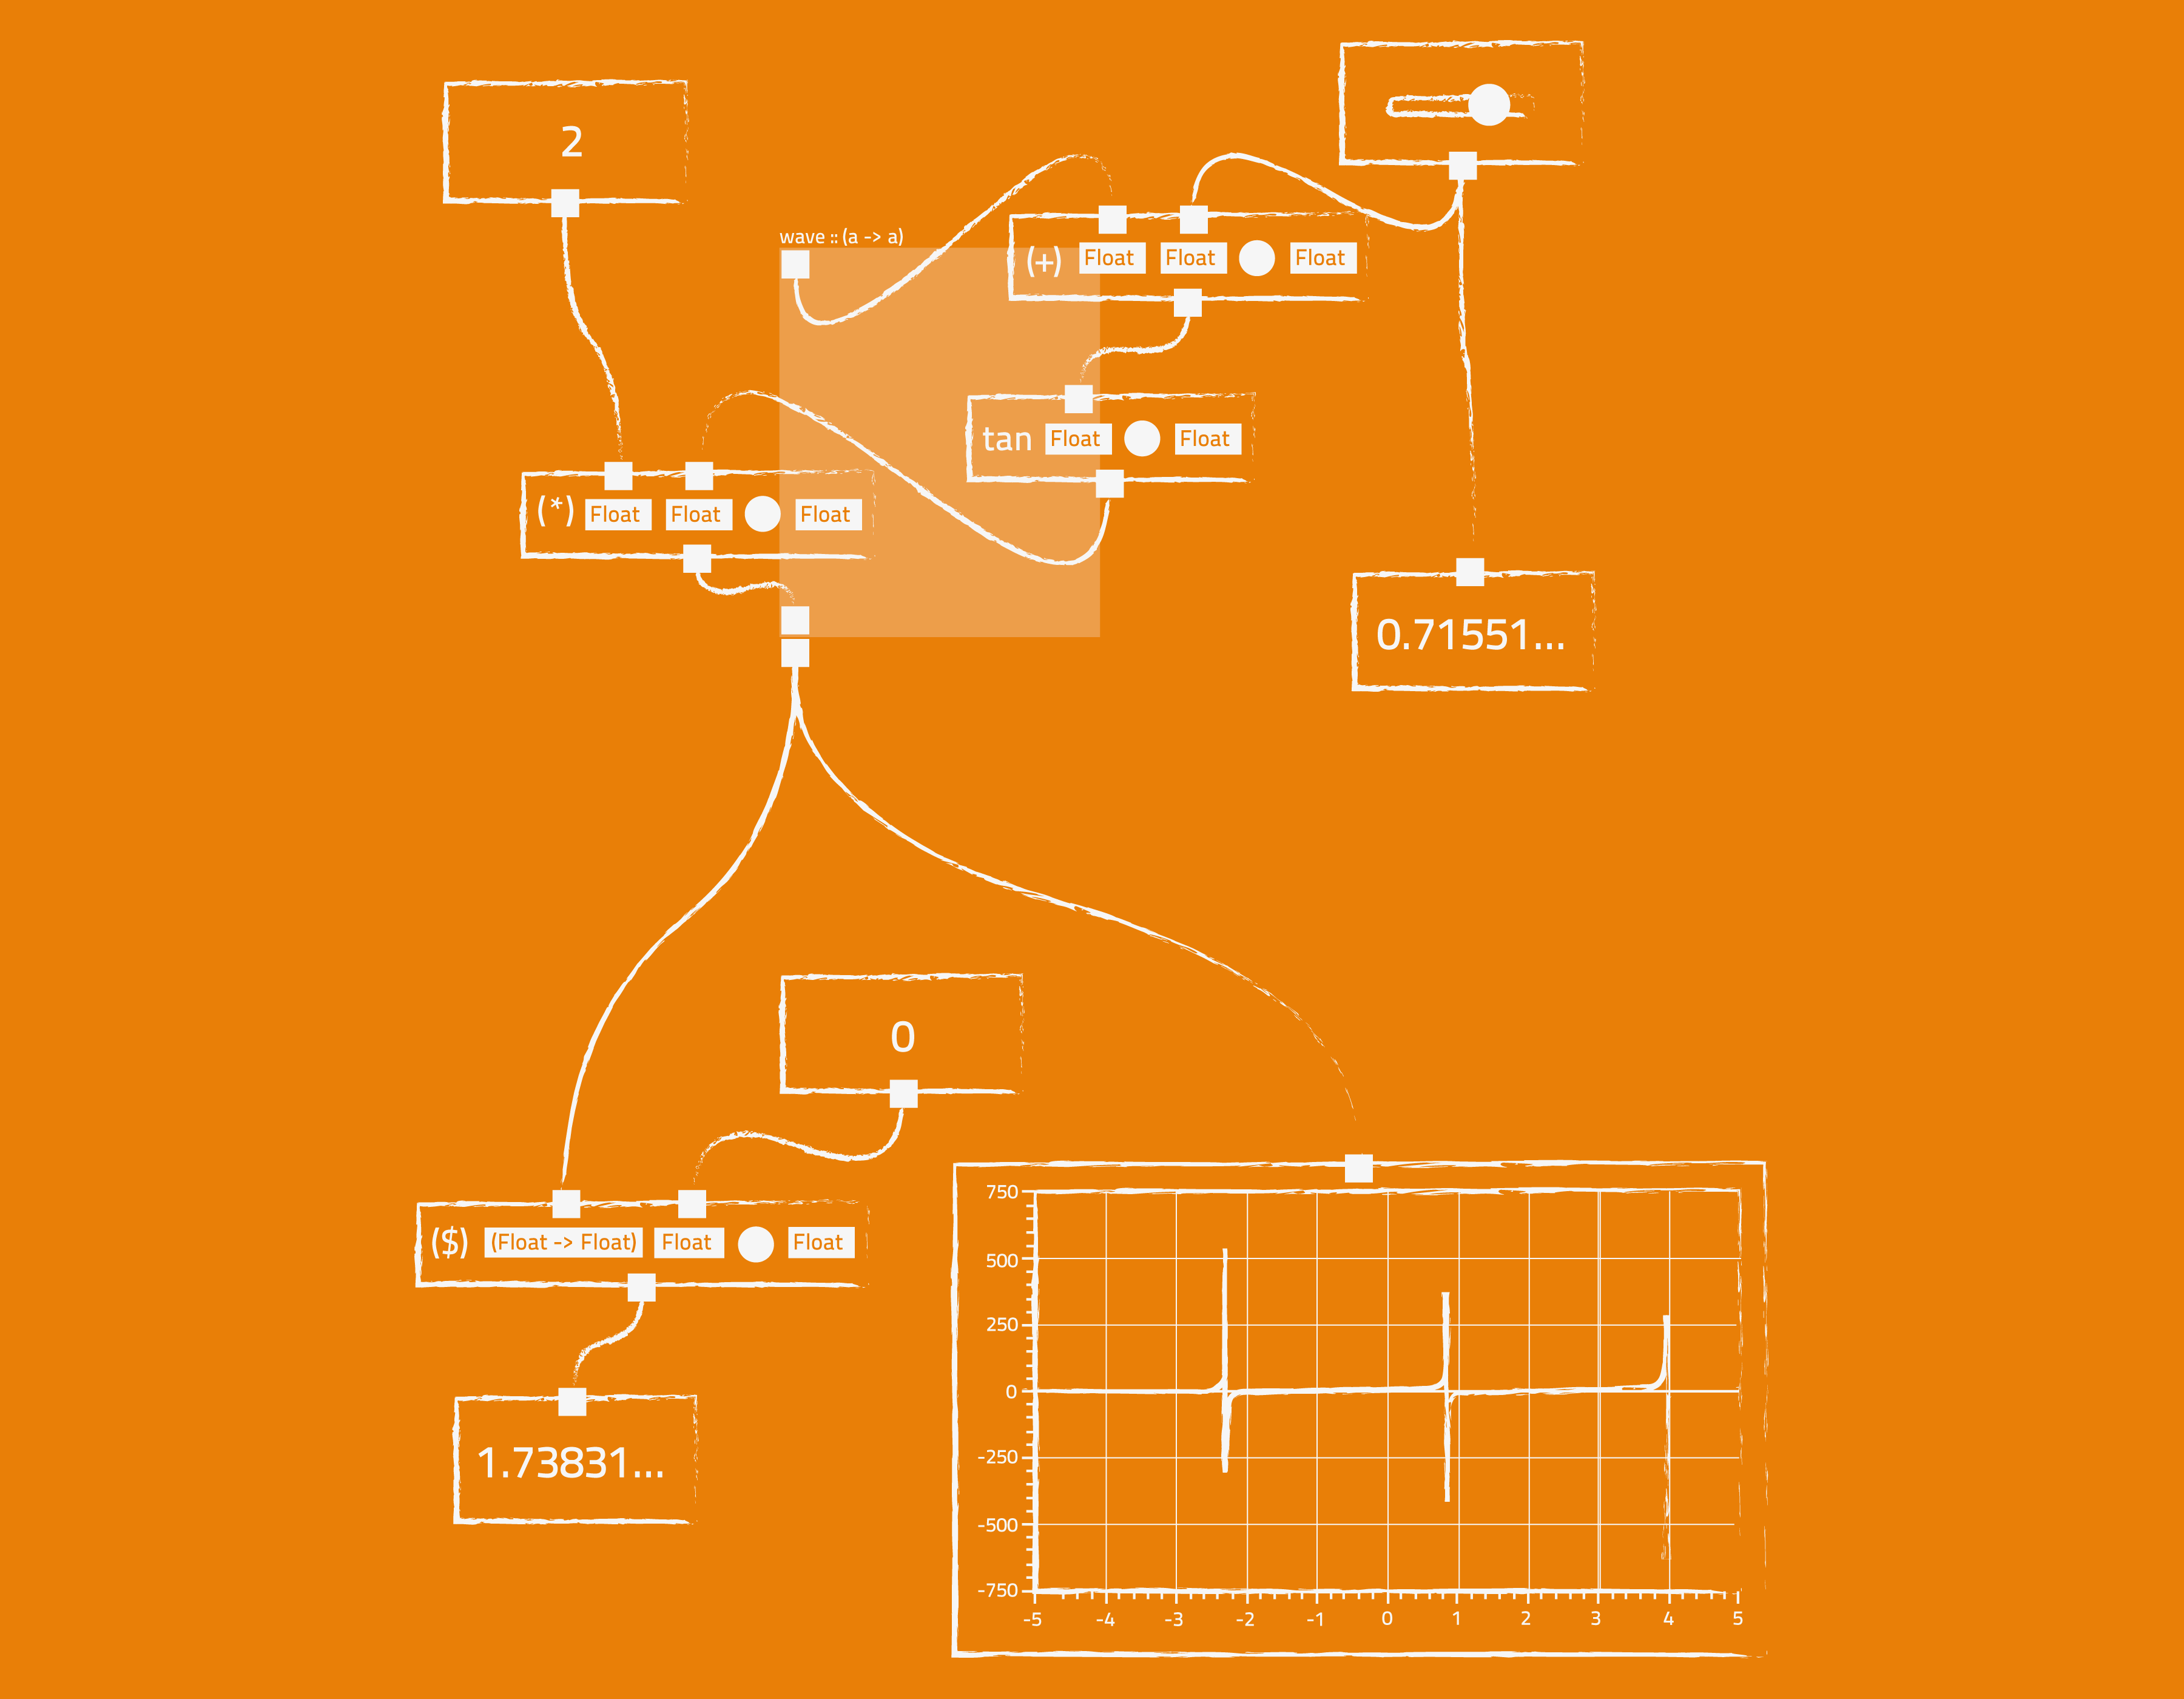 2
wave :: (a -> a)
(+) Float Float Float
tan Float Float
(*) Float Float Float
0.71551...
0
($) (Float -> Float) Float Float
1.73831...
750
500
250
0
-250
-500
-750
-5 -4 -3 -2 -1 0 1 2 3 4 5